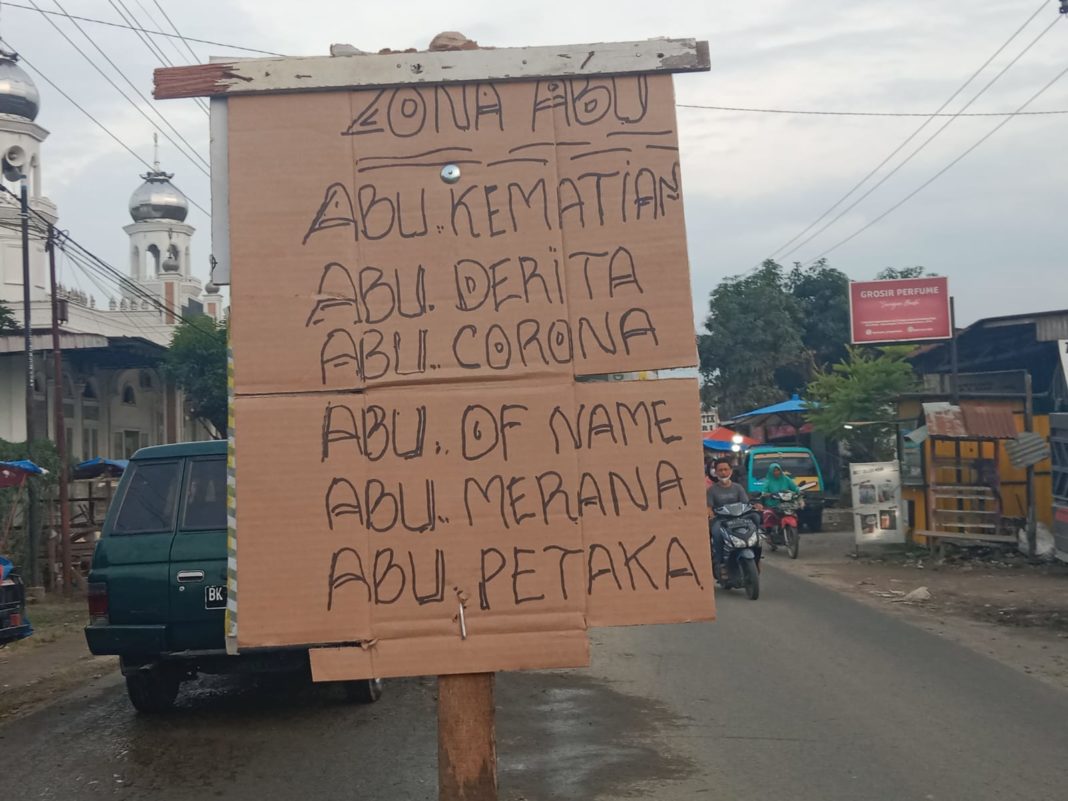 ZONA ABU
ABU.. KEMATIAN
ABU. DERITA
ABU.. CORONA
ABU.. OF NAME
ABU.. MERANA
ABU. PETAKA
GROSIR PERFUME
BK